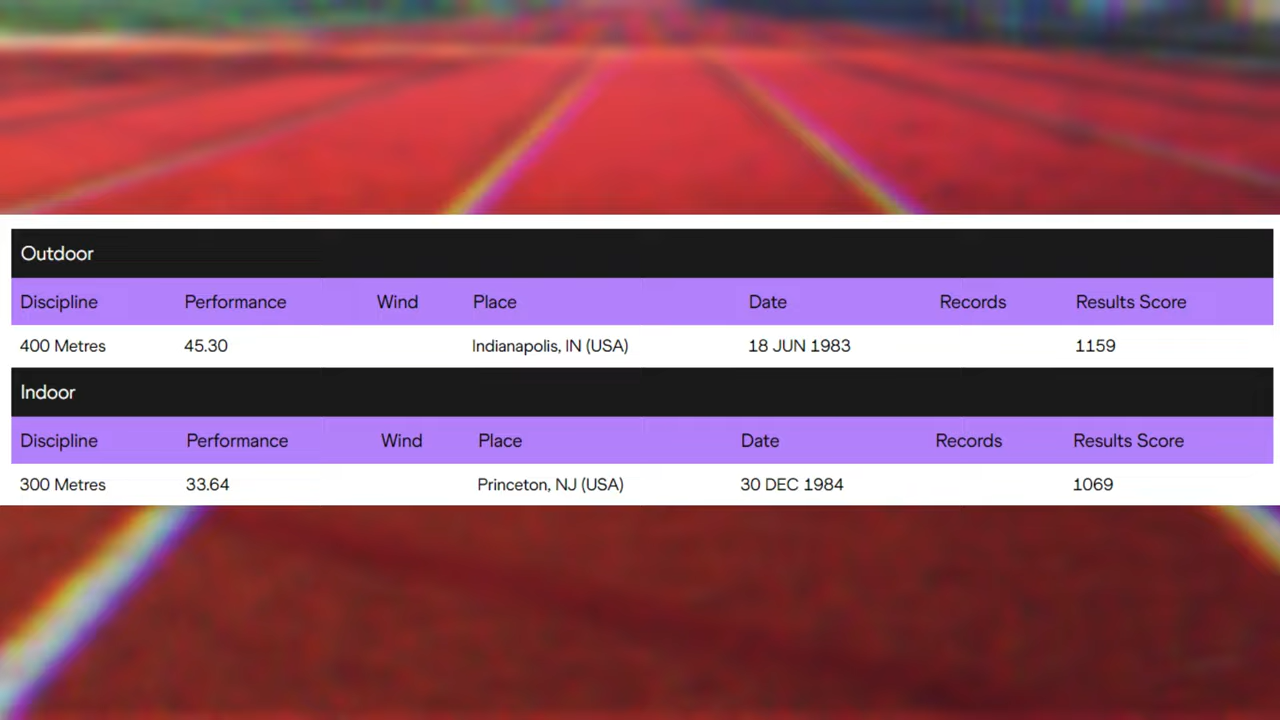 Outdoor
Discipline Performance Wind Place Date Records Results Score
400 Metres 45.30 Indianapolis, IN (USA) 18 JUN 1983 1159
Indoor
Discipline Performance Wind Place Date Records Results Score
300 Metres 33.64 Princeton, NJ (USA) 30 DEC 1984 1069